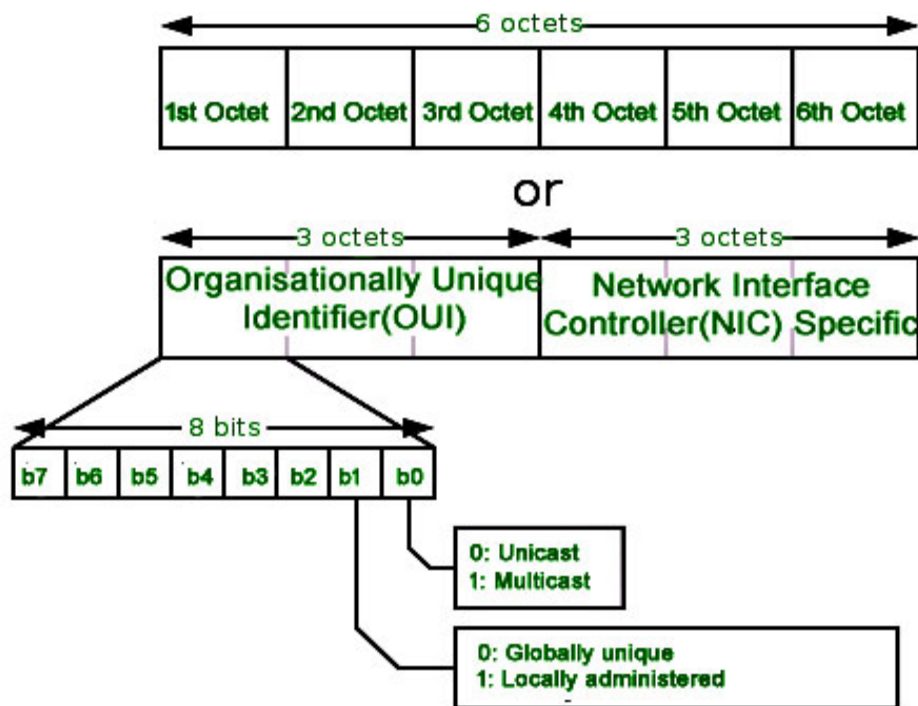 6 octets
1st Octet 2nd Octet 3rd Octet 4th Octet 5th Octet 6th Octet
or
3 octets 3 octets
Organisationally Unique
Identifier(OUI)
Network Interface
Controller(NIC) Specific
8 bits
b7 b6 b5 b4 b3 b2 b1 b0
0: Unicast
1: Multicast
0: Globally unique
1: Locally administered